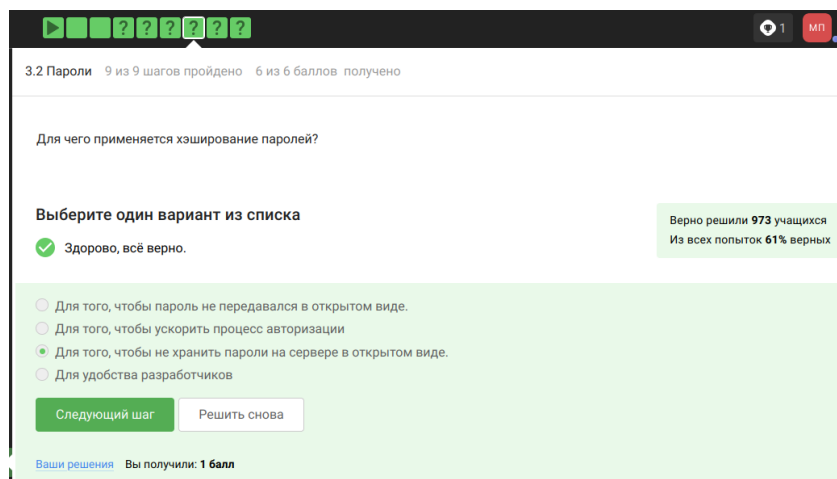 ? ? ? ? ? ?
1
МП
3.2 Пароли 9 из 9 шагов пройдено 6 из 6 баллов получено
Для чего применяется хэширование паролей?
Выберите один вариант из списка
Здорово, всё верно.
Верно решили 973 учащихся
Из всех попыток 61% верных
Для того, чтобы пароль не передавался в открытом виде.
Для того, чтобы ускорить процесс авторизации
Для того, чтобы не хранить пароли на сервере в открытом виде.
Для удобства разработчиков
Следующий шаг Решить снова
Ваши решения Вы получили: 1 балл